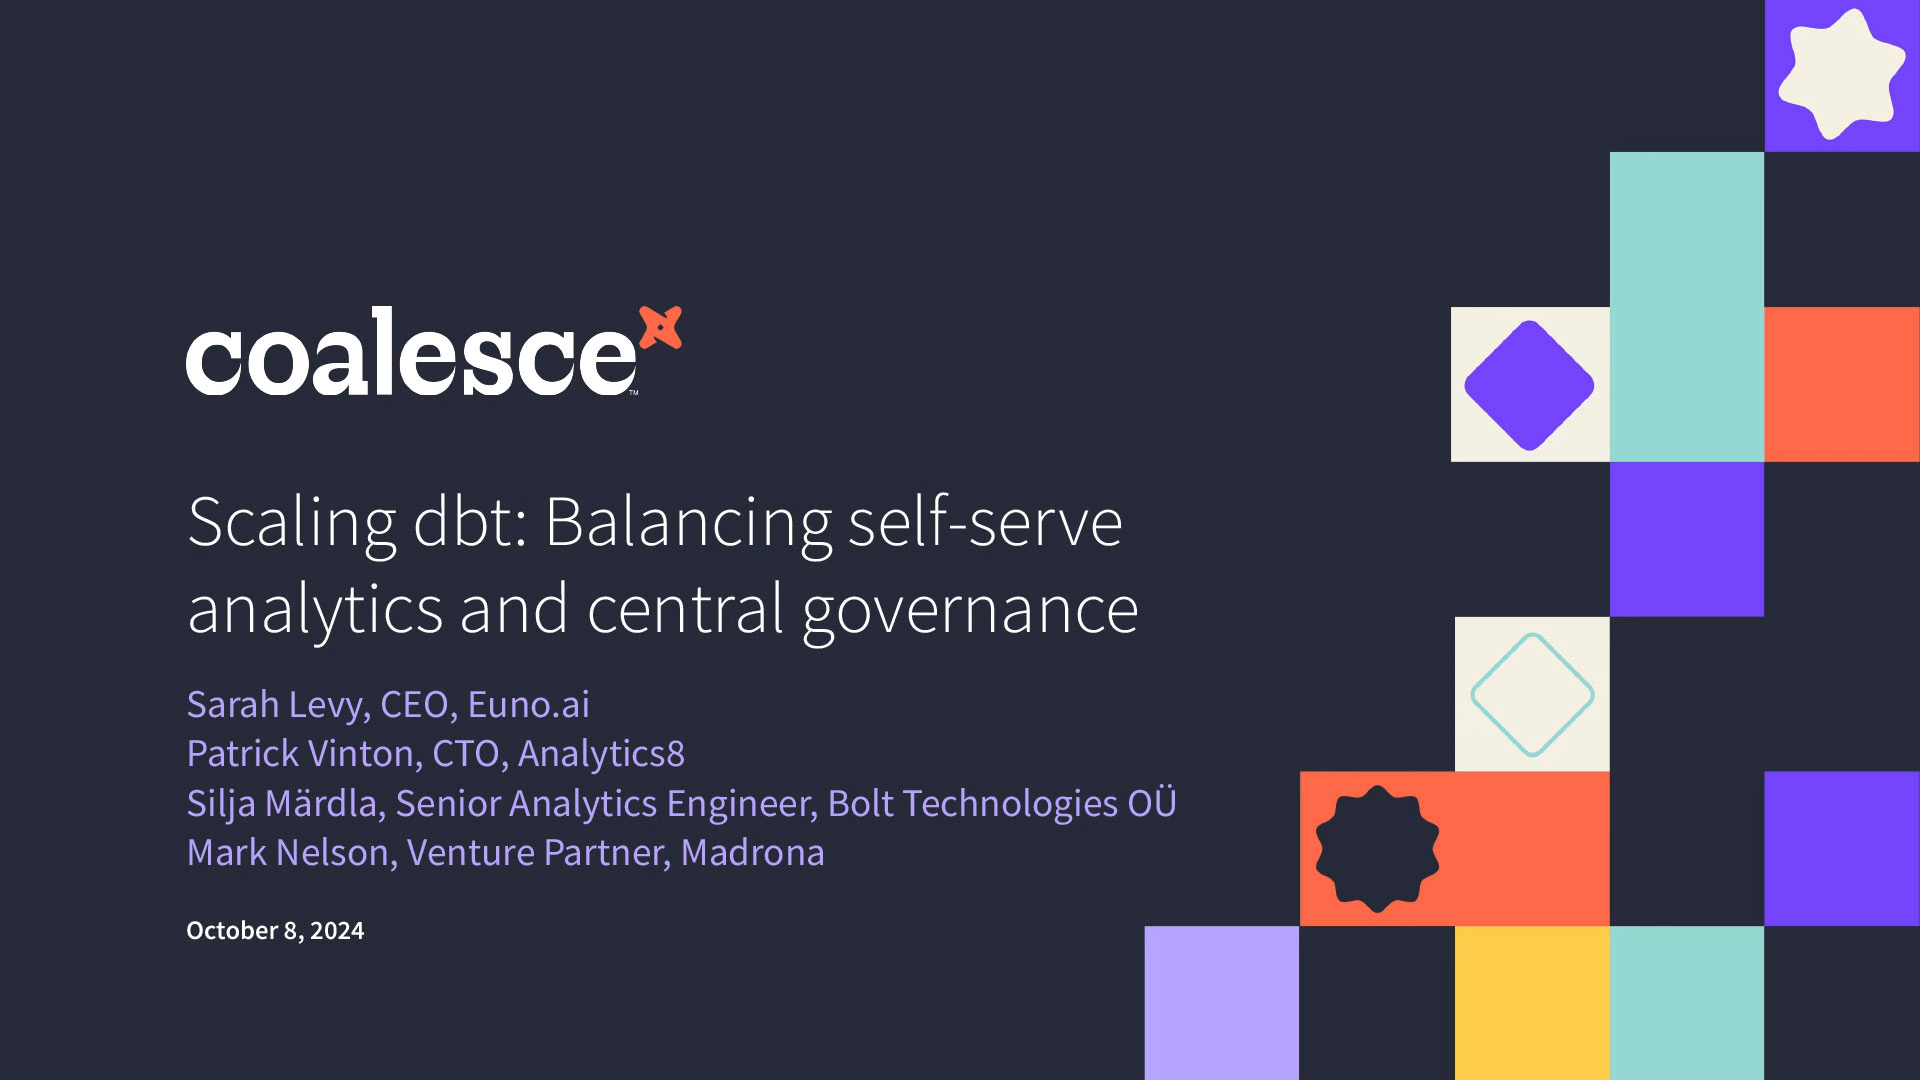 coalesce
™
Scaling dbt: Balancing self-serve
analytics and central governance
Sarah Levy, CEO, Euno.ai
Patrick Vinton, CTO, Analytics8
Silja Märdla, Senior Analytics Engineer, Bolt Technologies OÜ
Mark Nelson, Venture Partner, Madrona
October 8, 2024